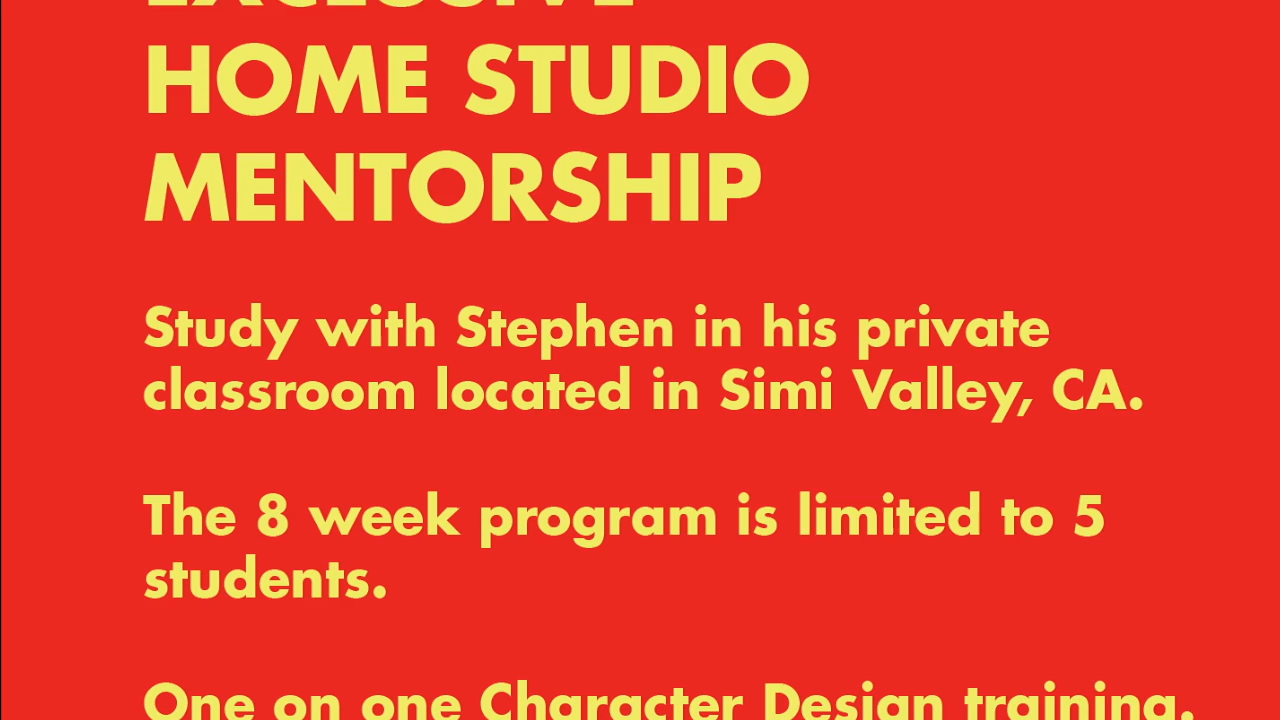 HOME STUDIO
MENTORSHIP
Study with Stephen in his private
classroom located in Simi Valley, CA.
The 8 week program is limited to 5
students.
One on one Character Design training.